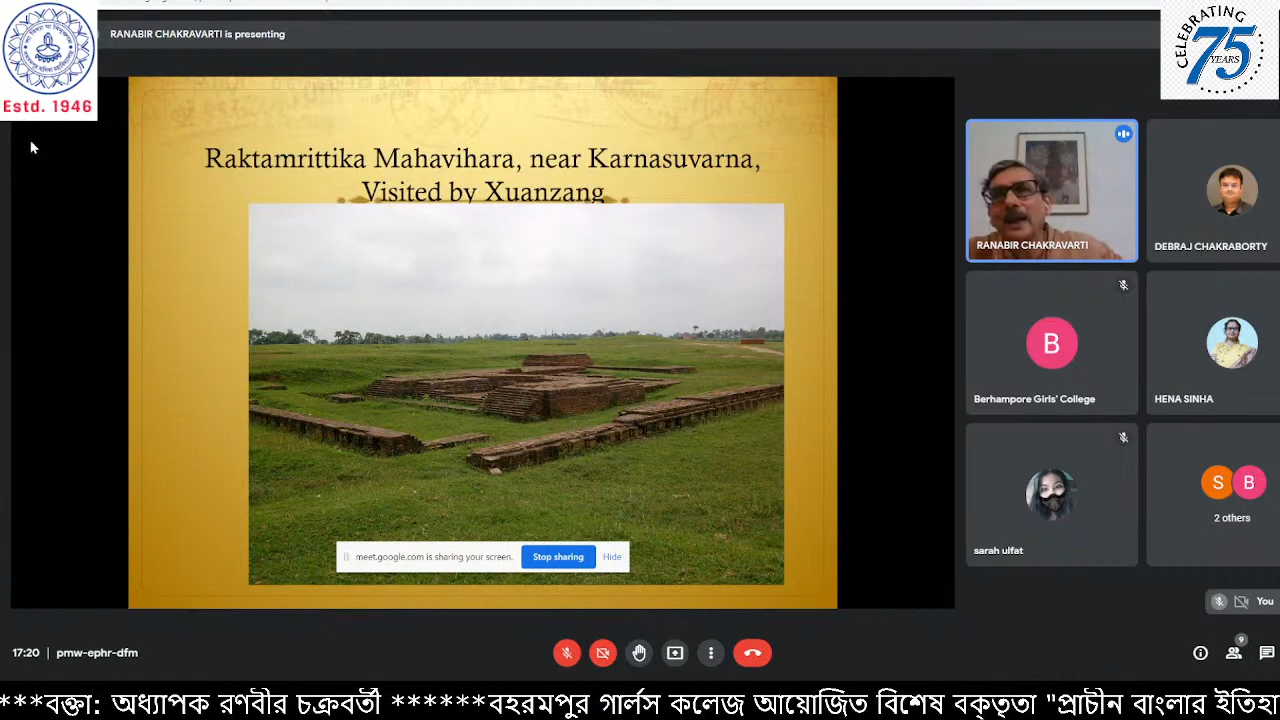 RANABIR CHAKRAVARTI is presenting
Estd. 1946
CELEBRATING
75
YEARS
Raktamrittika Mahavihara, near Karnasuvarna,
Visited by Xuanzang
meet.google.com is sharing your screen.
Stop sharing
Hide
RANABIR CHAKRAVARTI
DEBRAJ CHAKRABORTY
B
Berhampore Girls' College
HENA SINHA
sarah ulfat
S
B
2 others
You
17:20 | pmw-ephr-dfm
9
***বক্তা: অধ্যাপক রণবীর চক্রবর্তী ******বহরমপুর গার্লস কলেজ আয়োজিত বিশেষ বক্তৃতা "প্রাচীন বাংলার ইতিহা